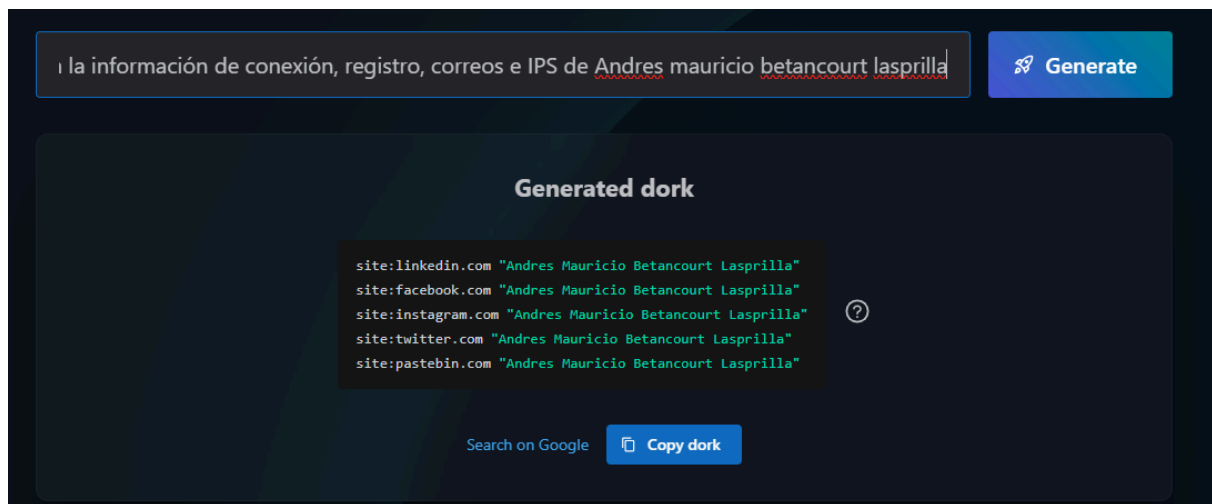 la información de conexión, registro, correos e IPS de Andres mauricio betancourt lasprilla
Generate
Generated dork
site:linkedin.com "Andres Mauricio Betancourt Lasprilla"
site:facebook.com "Andres Mauricio Betancourt Lasprilla"
site:instagram.com "Andres Mauricio Betancourt Lasprilla"
site:twitter.com "Andres Mauricio Betancourt Lasprilla"
site:pastebin.com "Andres Mauricio Betancourt Lasprilla"
?
Search on Google
Copy dork